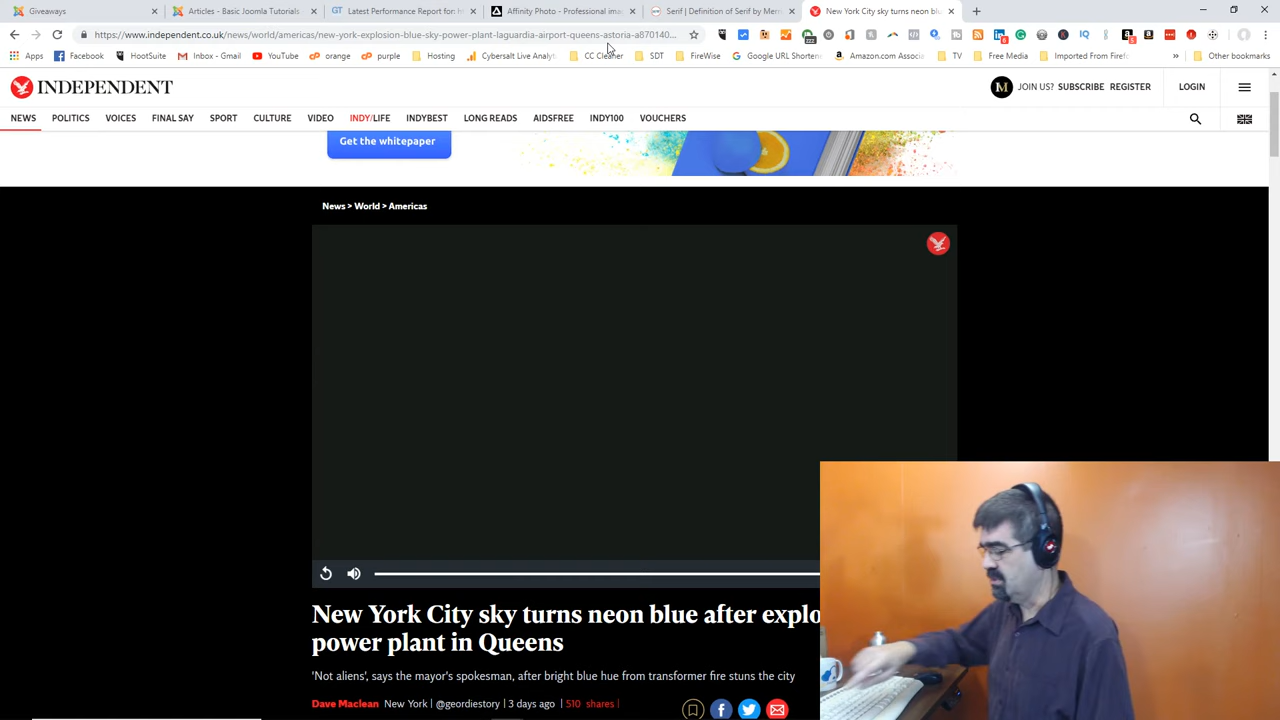 Giveaways
Articles - Basic Joomla Tutorials
Latest Performance Report for h
Affinity Photo - Professional ima
Serif | Definition of Serif by Merr
New York City sky turns neon blu
https://www.independent.co.uk/news/world/americas/new-york-explosion-blue-sky-power-plant-laguardia-airport-queens-astoria-a870140...
Apps
Facebook
HootSuite
Inbox - Gmail
YouTube
orange
purple
Hosting
Cybersalt Live Analyt
CC Cleaner
SDT
FireWise
Google URL Shorten
Amazon.com Associa
TV
Free Media
Imported From Firef
»
Other bookmarks
INDEPENDENT
M
JOIN US? SUBSCRIBE REGISTER
LOGIN
NEWS
POLITICS
VOICES
FINAL SAY
SPORT
CULTURE
VIDEO
INDY/LIFE
INDYBEST
LONG READS
AIDSFREE
INDY100
VOUCHERS
Get the whitepaper
News > World > Americas
New York City sky turns neon blue after explo
power plant in Queens
'Not aliens', says the mayor's spokesman, after bright blue hue from transformer fire stuns the city
Dave Maclean New York | @geordiestory | 3 days ago | 510 shares |